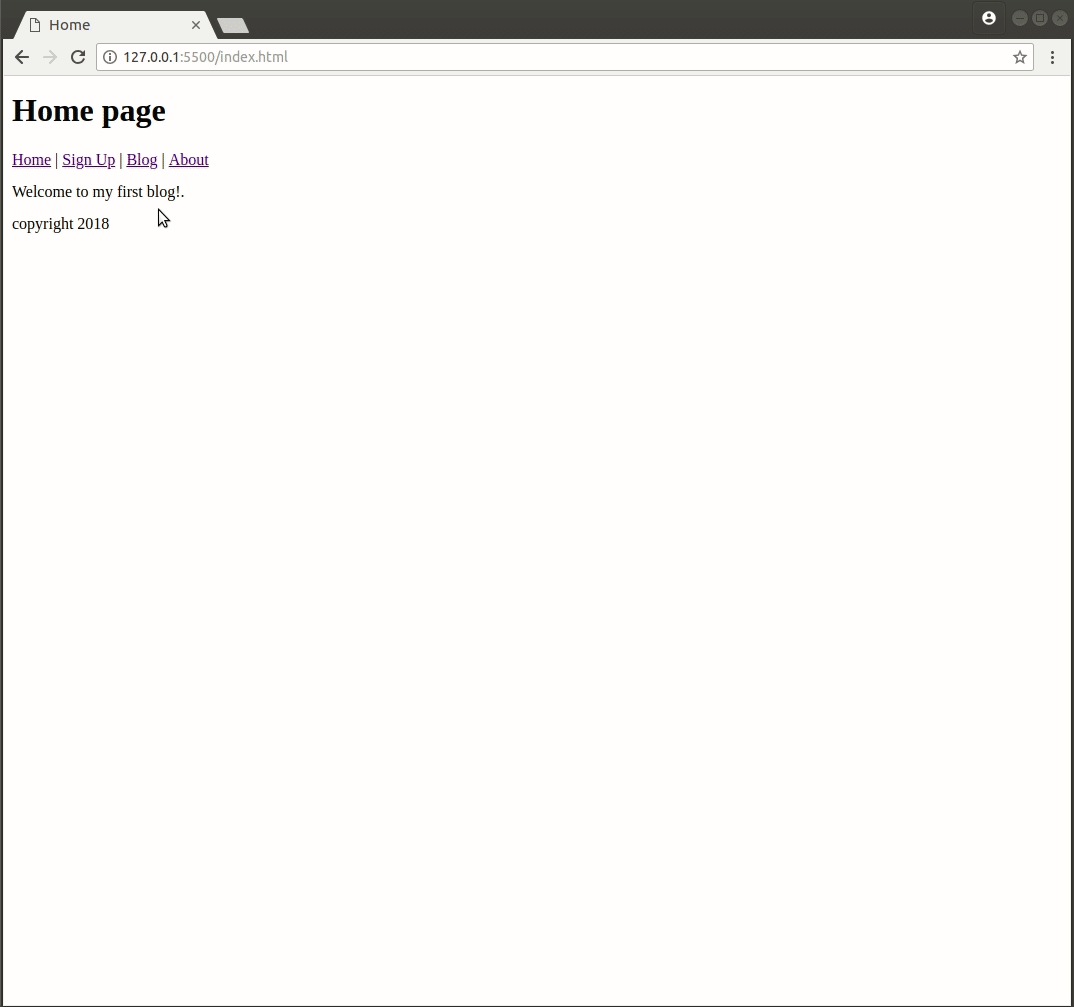 Home
127.0.0.1:5500/index.html
Home page
Home | Sign Up | Blog | About
Welcome to my first blog!.
copyright 2018